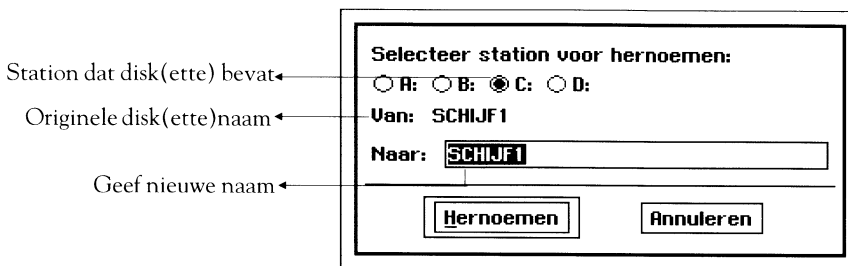 Selecteer station voor hernoemen:
Station dat disk(ette) bevat
A: B: C: D:
Originele disk(ette)naam
Van: SCHIJF1
Naar: SCHIJF1
Geef nieuwe naam
Hernoemen Annuleren